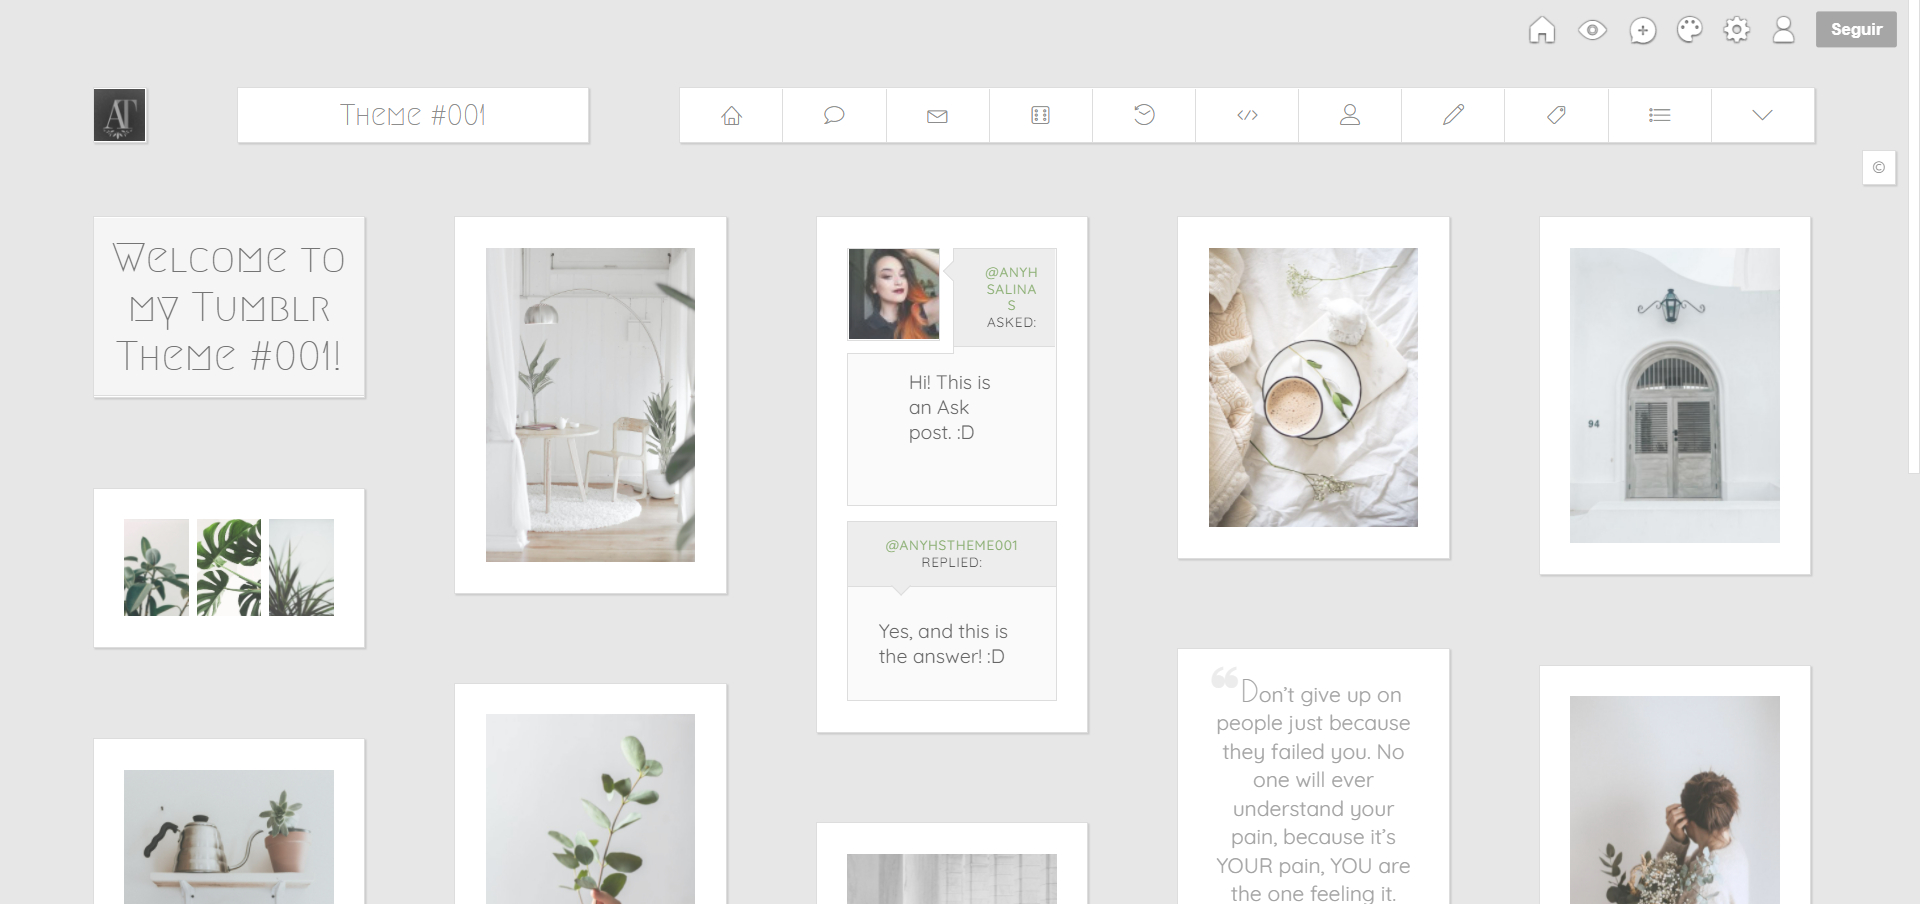 Seguir
AT
Theme #001
©
Welcome to
my Tumblr
Theme #001!
@ANYH
SALINA
S
ASKED:
Hi! This is
an Ask
post. :D
@ANYHSTHEME001
REPLIED:
Yes, and this is
the answer! :D
94
❝Don’t give up on
people just because
they failed you. No
one will ever
understand your
pain, because it’s
YOUR pain, YOU are
the one feeling it.